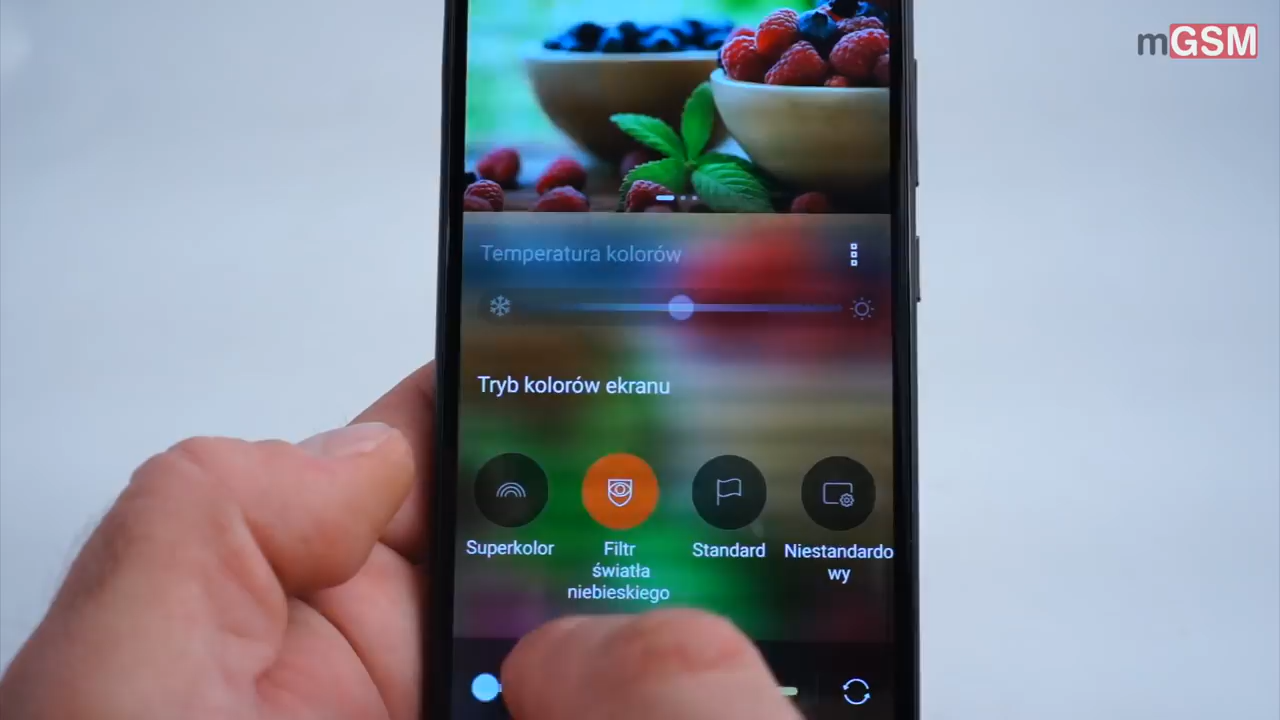 mGSM
Temperatura kolorów
Tryb kolorów ekranu
Superkolor
Filtr
światła
niebieskiego
Standard
Niestandardo
wy